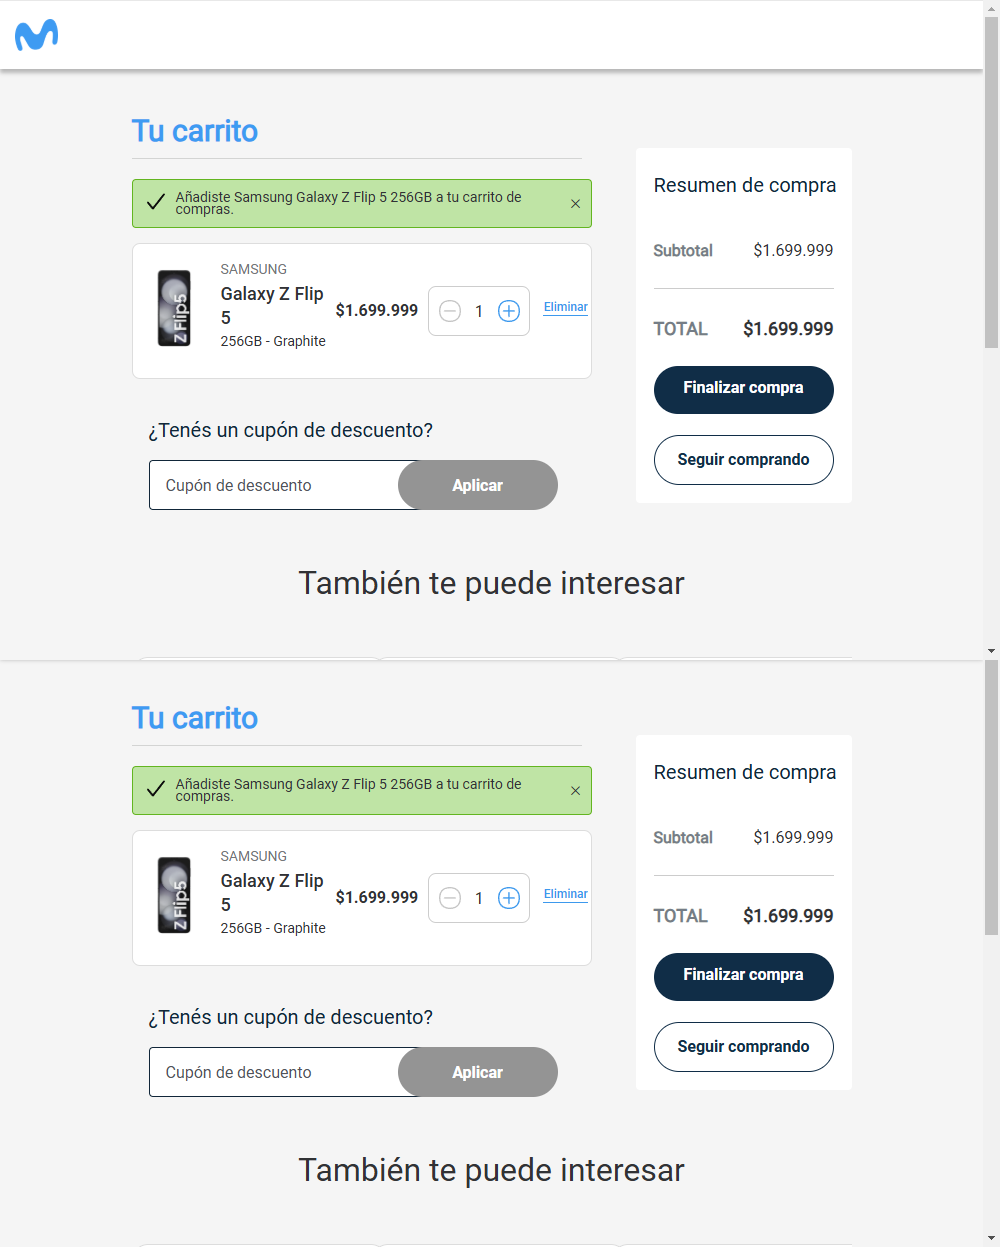 Tu carrito
Añadiste Samsung Galaxy Z Flip 5 256GB a tu carrito de
compras.
SAMSUNG
Galaxy Z Flip
5
256GB - Graphite
Z Flip5
$1.699.999
1
Eliminar
¿Tenés un cupón de descuento?
Cupón de descuento
Aplicar
Resumen de compra
Subtotal $1.699.999
TOTAL $1.699.999
Finalizar compra
Seguir comprando
También te puede interesar
Tu carrito
Añadiste Samsung Galaxy Z Flip 5 256GB a tu carrito de
compras.
SAMSUNG
Galaxy Z Flip
5
256GB - Graphite
Z Flip5
$1.699.999
1
Eliminar
¿Tenés un cupón de descuento?
Cupón de descuento
Aplicar
Resumen de compra
Subtotal $1.699.999
TOTAL $1.699.999
Finalizar compra
Seguir comprando
También te puede interesar